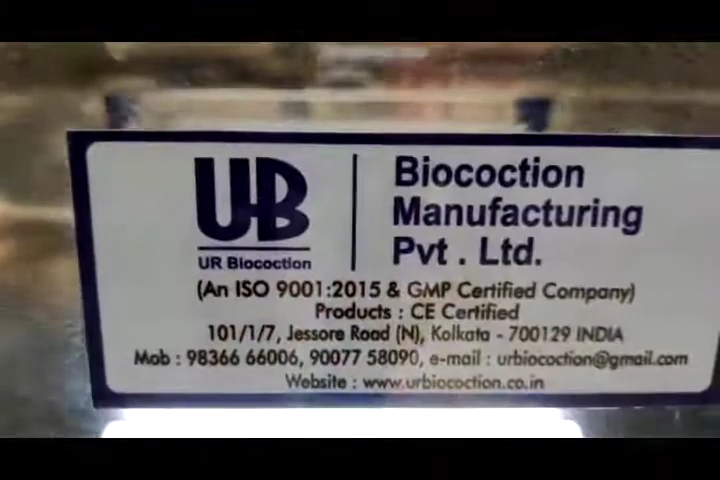 UB
UR Biocoction
Biocoction
Manufacturing
Pvt . Ltd.
(An ISO 9001:2015 & GMP Certified Company)
Products : CE Certified
101/1/7, Jessore Road (N), Kolkata - 700129 INDIA
Mob : 98366 66006, 90077 58090, e-mail : urbiocoction@gmail.com
Website : www.urbiocoction.co.in